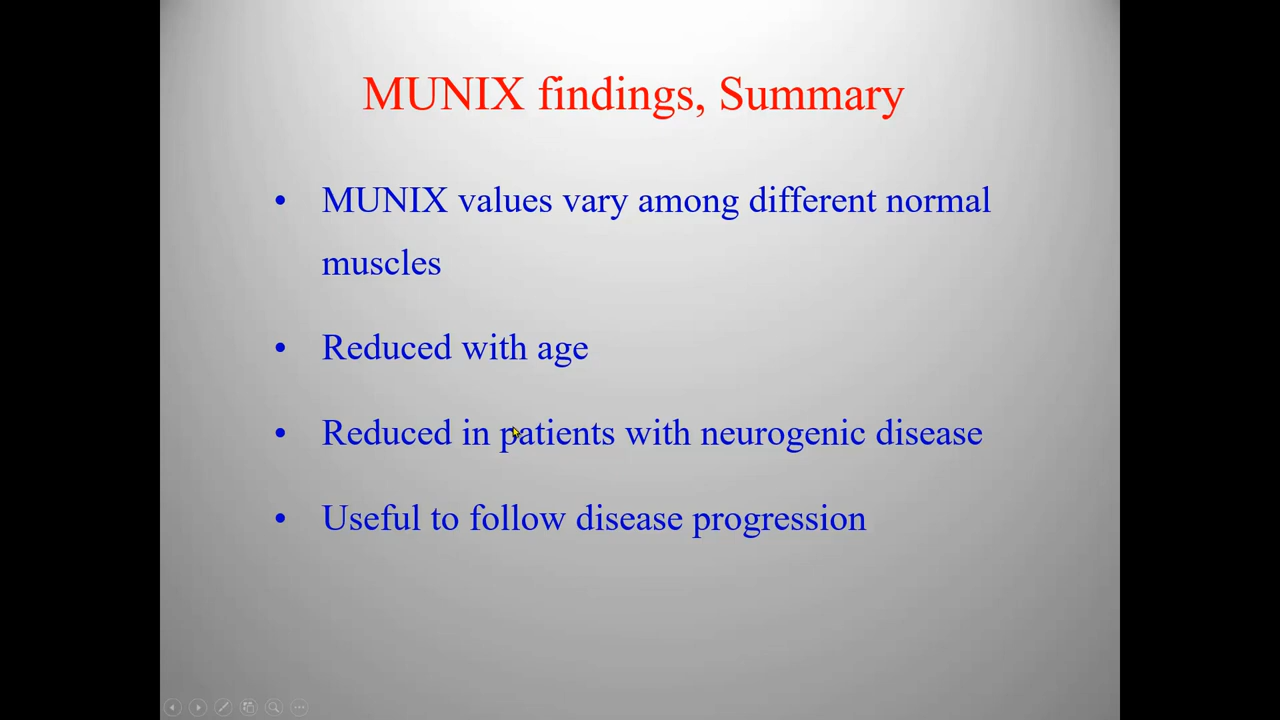 MUNIX findings, Summary
• MUNIX values vary among different normal
muscles
• Reduced with age
• Reduced in patients with neurogenic disease
• Useful to follow disease progression